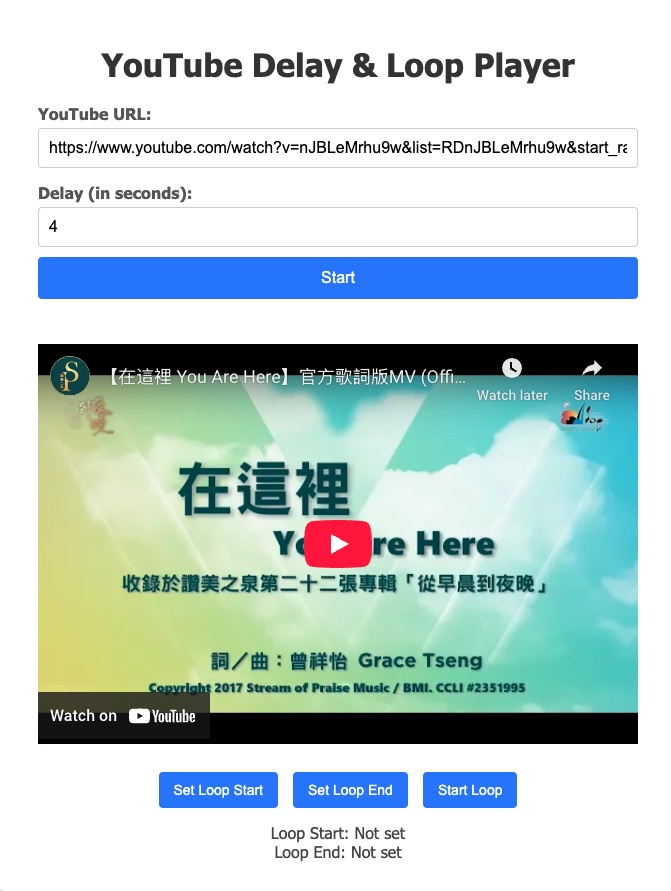 YouTube Delay & Loop Player
YouTube URL:
https://www.youtube.com/watch?v=nJBLeMrhu9w&list=RDnJBLeMrhu9w&start_ra
Delay (in seconds):
4
Start
SP
【在這裡 You Are Here】官方歌詞版MV (Offi...
Watch later
Share
在這裡
You Are Here
收錄於讚美之泉第二十二張專輯「從早晨到夜晚」
詞／曲：曾祥怡 Grace Tseng
Copyright 2017 Stream of Praise Music / BMI. CCLI #2351995
Watch on YouTube
Set Loop Start
Set Loop End
Start Loop
Loop Start: Not set
Loop End: Not set